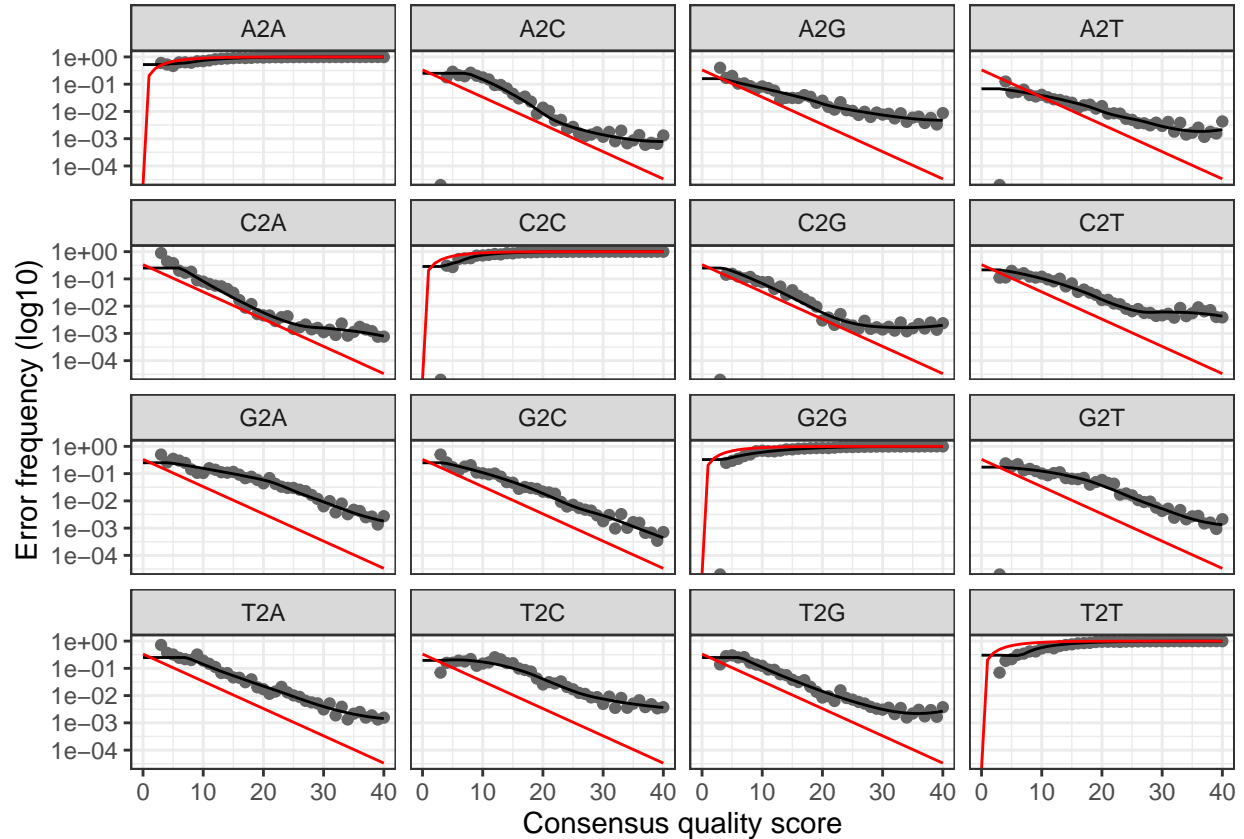 A2A A2C A2G A2T
1e+00
1e-01
1e-02
1e-03
1e-04
C2A C2C C2G C2T
1e+00
1e-01
1e-02
1e-03
1e-04
G2A G2C G2G G2T
1e+00
1e-01
1e-02
1e-03
1e-04
T2A T2C T2G T2T
1e+00
1e-01
1e-02
1e-03
1e-04
0 10 20 30 40 0 10 20 30 40 0 10 20 30 40 0 10 20 30 40
Consensus quality score
Error frequency (log10)